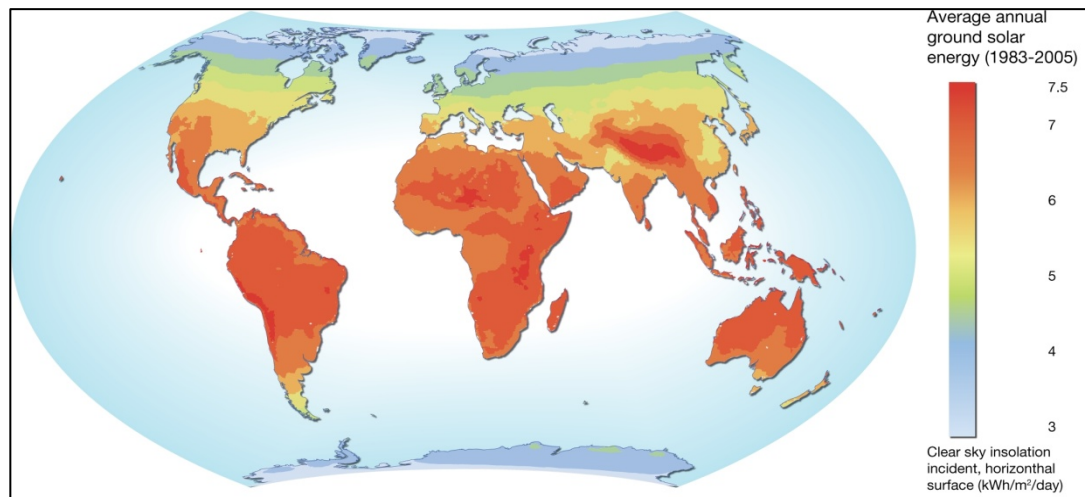 Average annual
ground solar
energy (1983-2005)
7.5
7
6
5
4
3
Clear sky insolation
incident, horizonthal
surface (kWh/m²/day)